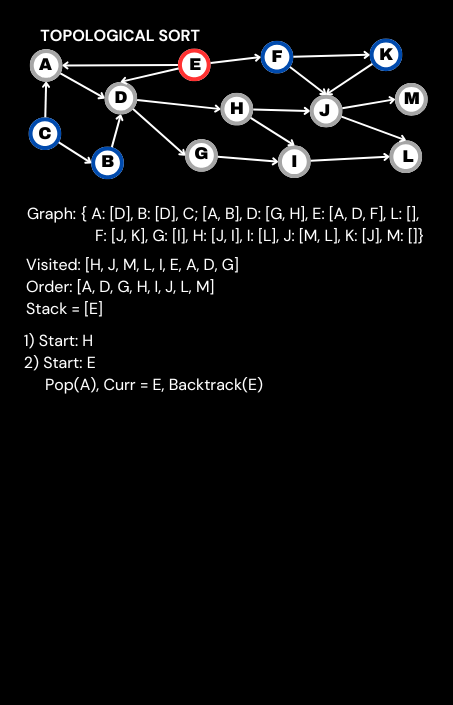 TOPOLOGICAL SORT
A
E
F
K
D
H
J
M
C
B
G
I
L
Graph: { A: [D], B: [D], C; [A, B], D: [G, H], E: [A, D, F], L: [],
F: [J, K], G: [I], H: [J, I], I: [L], J: [M, L], K: [J], M: []}
Visited: [H, J, M, L, I, E, A, D, G]
Order: [A, D, G, H, I, J, L, M]
Stack = [E]
1) Start: H
2) Start: E
Pop(A), Curr = E, Backtrack(E)